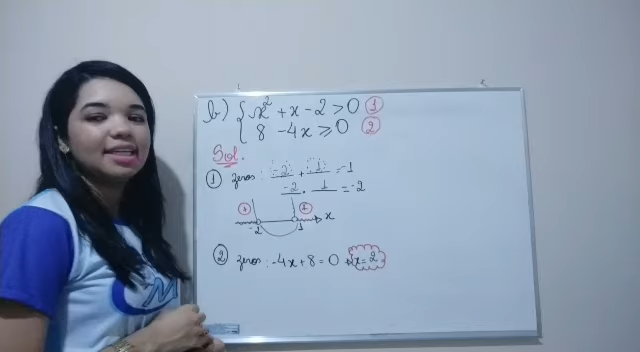 b) { x² + x - 2 > 0 ①
8 - 4x ⩾ 0 ②
Sol.
① zeros: -2 + 1 = -1
-2 . 1 = -2
+ +
-2 1 x
② zeros: -4x + 8 = 0 x = 2